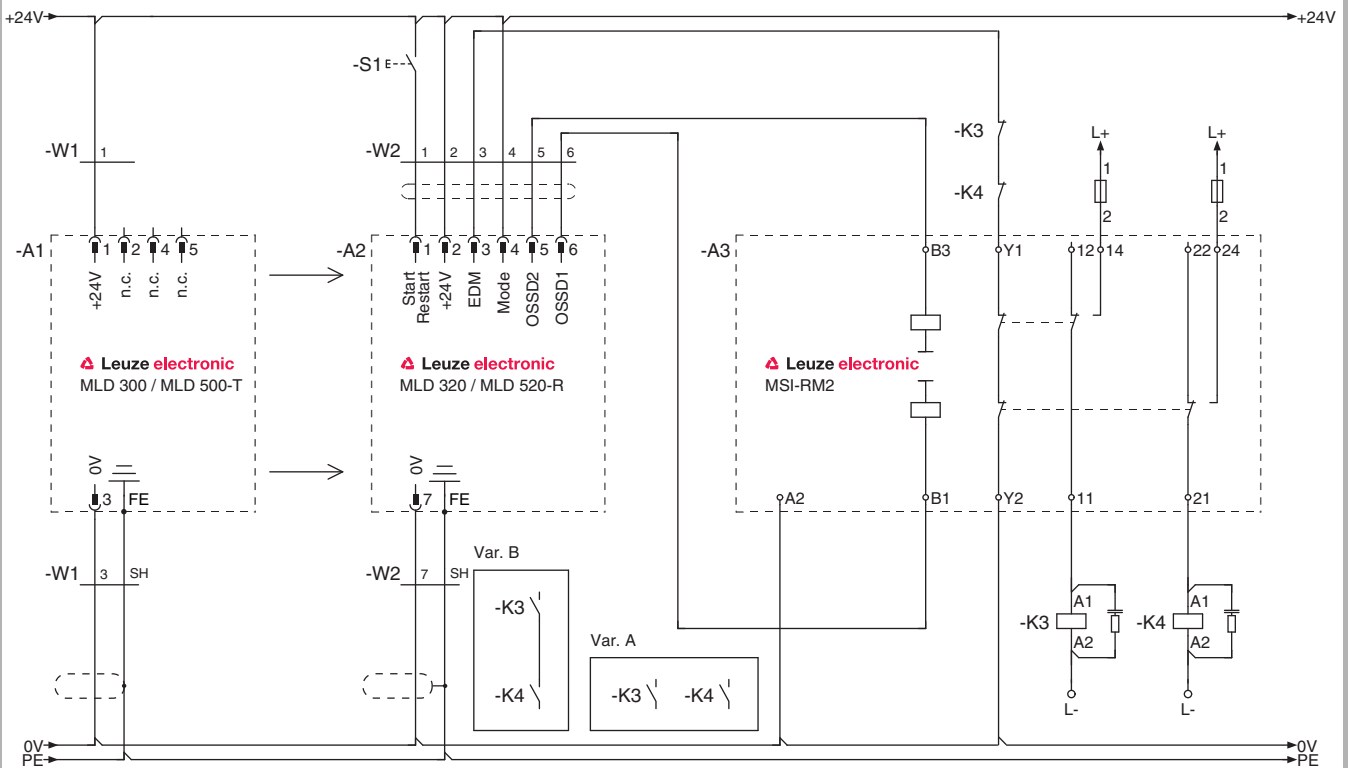 +24V +24V
-S1
-K3 L+ L+
-W1 1 -W2 1 2 3 4 5 6
1 1
-K4
2 2
-A1 1 2 4 5 -A2 1 2 3 4 5 6 -A3 B3 Y1 12 14 22 24
+24V n.c. n.c. n.c. Start Restart +24V EDM Mode OSSD2 OSSD1
Leuze electronic Leuze electronic Leuze electronic
MLD 300 / MLD 500-T MLD 320 / MLD 520-R MSI-RM2
0V 0V
3 FE 7 FE A2 B1 Y2 11 21
Var. B
-W1 3 SH -W2 7 SH
-K3 A1 A1
-K3 -K4
Var. A A2 A2
-K4 -K3 -K4
L- L-
0V 0V
PE PE